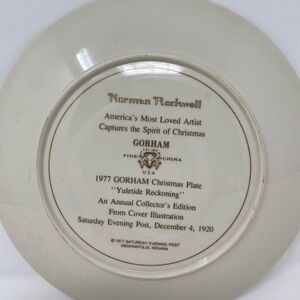 Norman Rockwell
America's Most Loved Artist
Captures the Spirit of Christmas
GORHAM
FINE CHINA
U.S.A
1977 GORHAM Christmas Plate
"Yuletide Reckoning"
An Annual Collector's Edition
From Cover Illustration
Saturday Evening Post, December 4, 1920
©1977 SATURDAY EVENING POST
INDIANAPOLIS, INDIANA